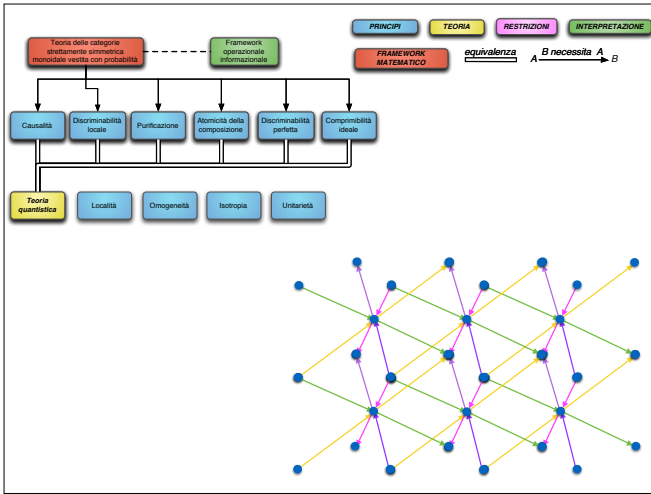 PRINCIPI
TEORIA
RESTRIZIONI
INTERPRETAZIONE
Teoria delle categorie
strettamente simmetrica
monoidale vestita con probabilità
Framework
operazionale
informazionale
FRAMEWORK
MATEMATICO
equivalenza
B necessita A
A
B
Causalità
Discriminabilità
locale
Purificazione
Atomicità della
composizione
Discriminabilità
perfetta
Comprimibilità
ideale
Teoria
quantistica
Località
Omogeneità
Isotropia
Unitarietà